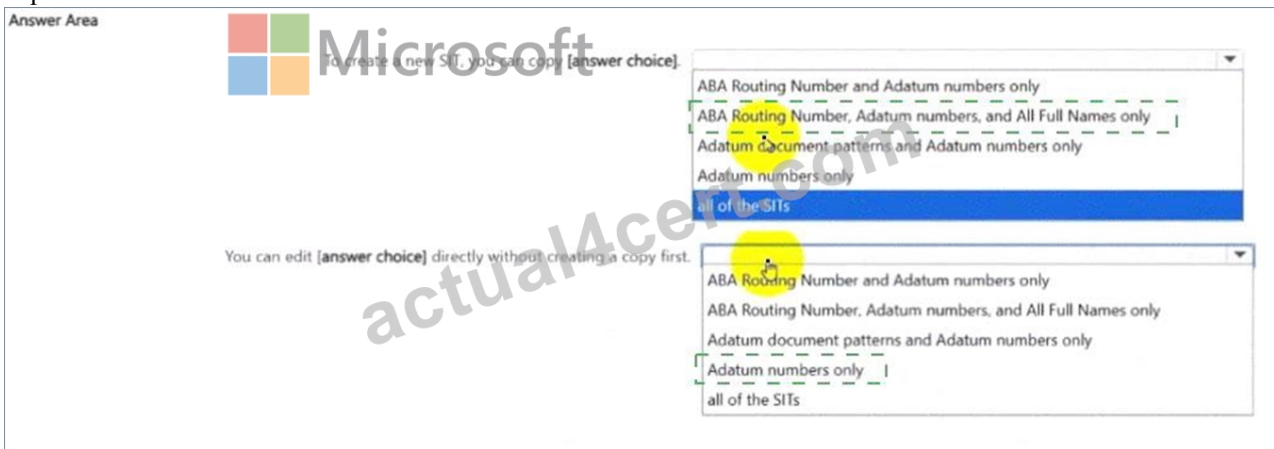 Answer Area
Microsoft
To create a new SIT, you can copy [answer choice].
ABA Routing Number and Adatum numbers only
ABA Routing Number, Adatum numbers, and All Full Names only
Adatum document patterns and Adatum numbers only
Adatum numbers only
all of the SITs
You can edit [answer choice] directly without creating a copy first.
ABA Routing Number and Adatum numbers only
ABA Routing Number, Adatum numbers, and All Full Names only
Adatum document patterns and Adatum numbers only
Adatum numbers only
all of the SITs
actual4cert.com